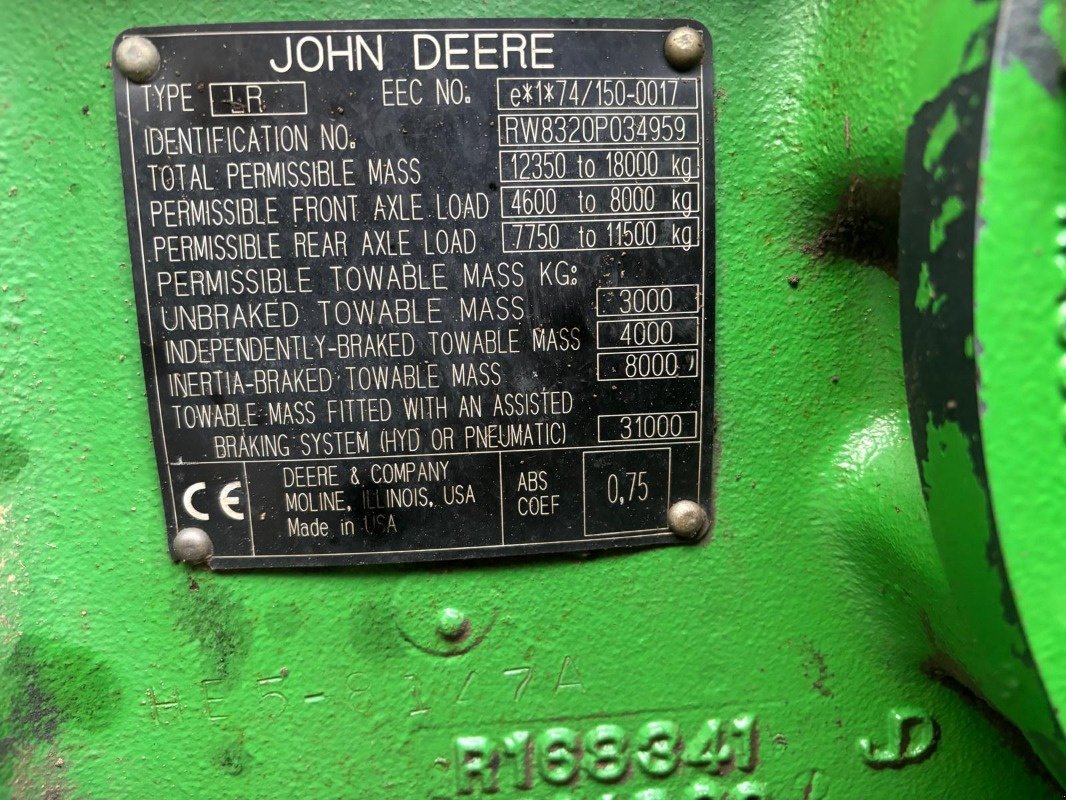 JOHN DEERE
TYPE LR EEC NO. e*1*74/150-0017
IDENTIFICATION NO. RW8320P034959
TOTAL PERMISSIBLE MASS 12350 to 18000 kg
PERMISSIBLE FRONT AXLE LOAD 4600 to 8000 kg
PERMISSIBLE REAR AXLE LOAD 7750 to 11500 kg
PERMISSIBLE TOWABLE MASS KG:
UNBRAKED TOWABLE MASS 3000
INDEPENDENTLY-BRAKED TOWABLE MASS 4000
INERTIA-BRAKED TOWABLE MASS 8000
TOWABLE MASS FITTED WITH AN ASSISTED
BRAKING SYSTEM (HYD OR PNEUMATIC) 31000
CE
DEERE & COMPANY
MOLINE, ILLINOIS, USA
Made in USA
ABS
COEF
0,75
R168341
JD